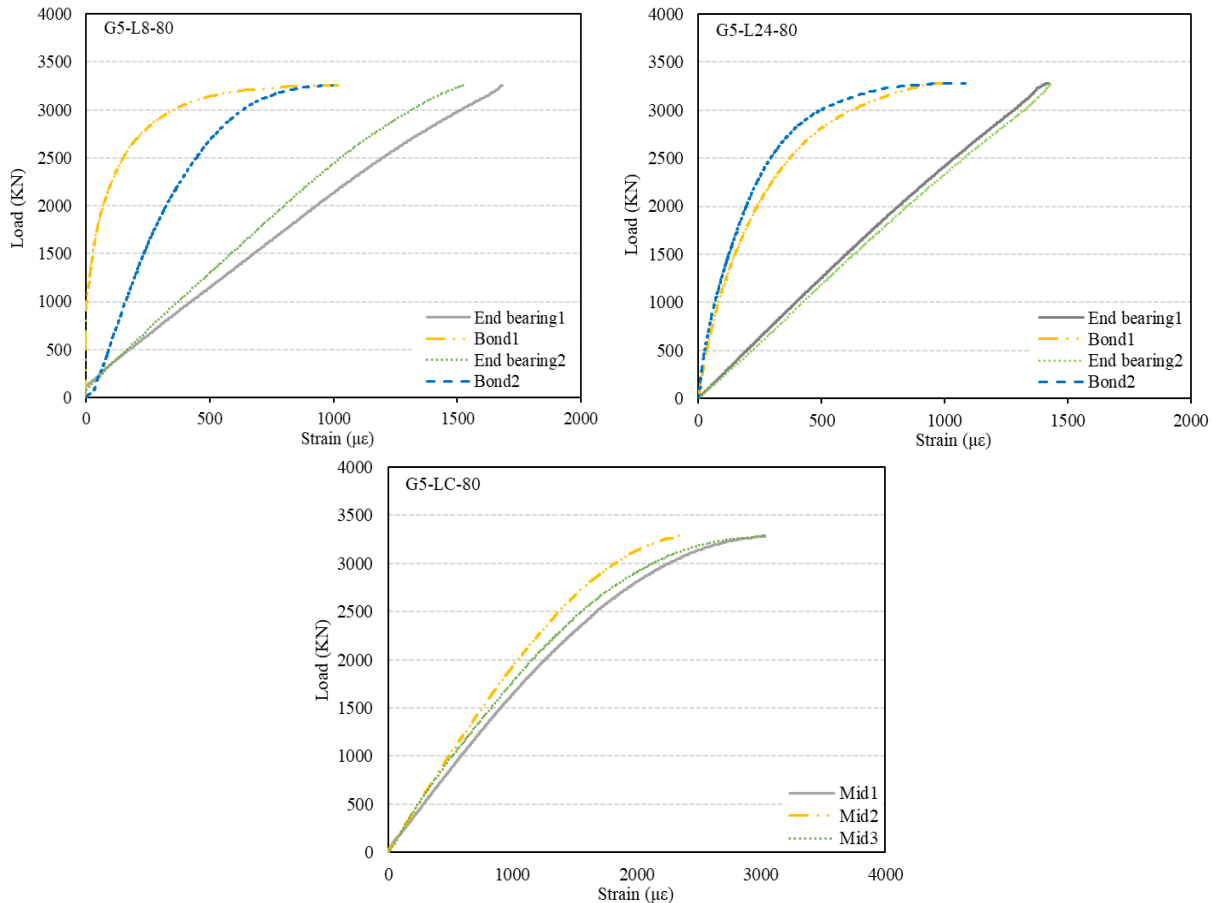 G5-L8-80
4000
3500
3000
2500
2000
1500
1000
500
0
Load (KN)
0 500 1000 1500 2000
Strain (µε)
End bearing1
Bond1
End bearing2
Bond2
G5-L24-80
4000
3500
3000
2500
2000
1500
1000
500
0
Load (KN)
0 500 1000 1500 2000
Strain (µε)
End bearing1
Bond1
End bearing2
Bond2
G5-LC-80
4000
3500
3000
2500
2000
1500
1000
500
0
Load (KN)
0 1000 2000 3000 4000
Strain (µε)
Mid1
Mid2
Mid3